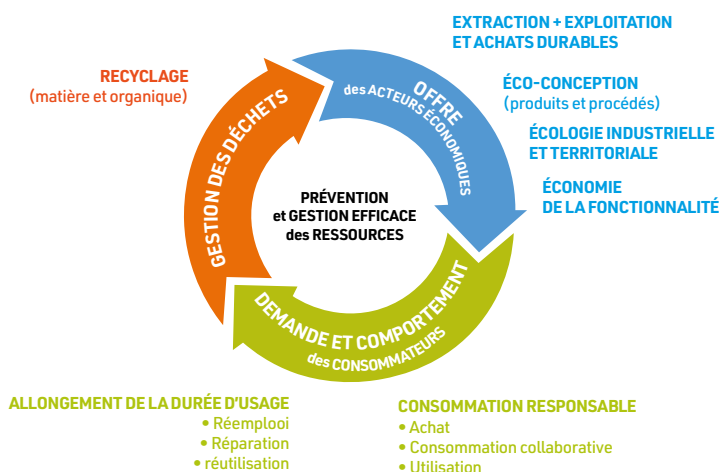 EXTRACTION + EXPLOITATION
ET ACHATS DURABLES
RECYCLAGE
(matière et organique)
ÉCO-CONCEPTION
(produits et procédés)
ÉCOLOGIE INDUSTRIELLE
ET TERRITORIALE
ÉCONOMIE
DE LA FONCTIONNALITÉ
OFFRE
des ACTEURS ÉCONOMIQUES
GESTION DES DÉCHETS
PRÉVENTION
et GESTION EFFICACE
des RESSOURCES
DEMANDE ET COMPORTEMENT
des CONSOMMATEURS
ALLONGEMENT DE LA DURÉE D'USAGE
• Réemplooi
• Réparation
• réutilisation
CONSOMMATION RESPONSABLE
• Achat
• Consommation collaborative
• Utilisation